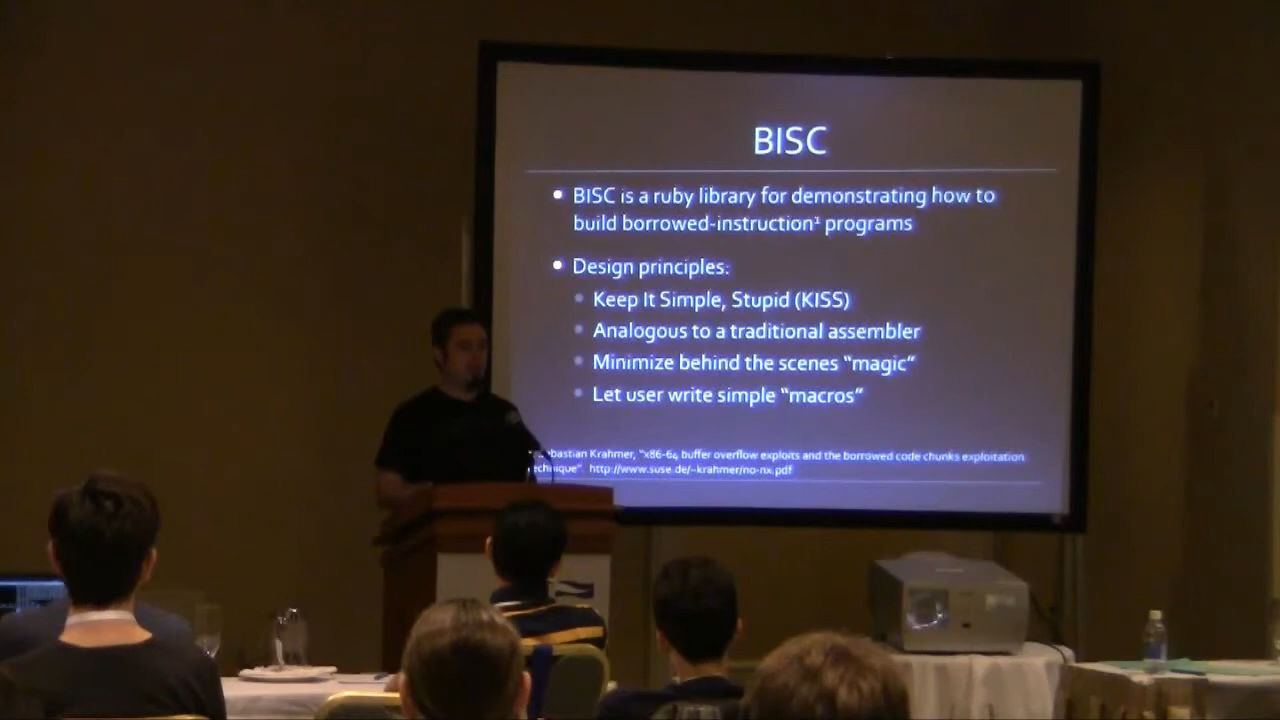 BISC
• BISC is a ruby library for demonstrating how to
build borrowed-instruction¹ programs
• Design principles:
• Keep It Simple, Stupid (KISS)
• Analogous to a traditional assembler
• Minimize behind the scenes “magic”
• Let user write simple “macros”
Krahmer, "x86-64 buffer overflow exploits and the borrowed code chunks exploitation
http://www.suse.de/~krahmer/no-nx.pdf